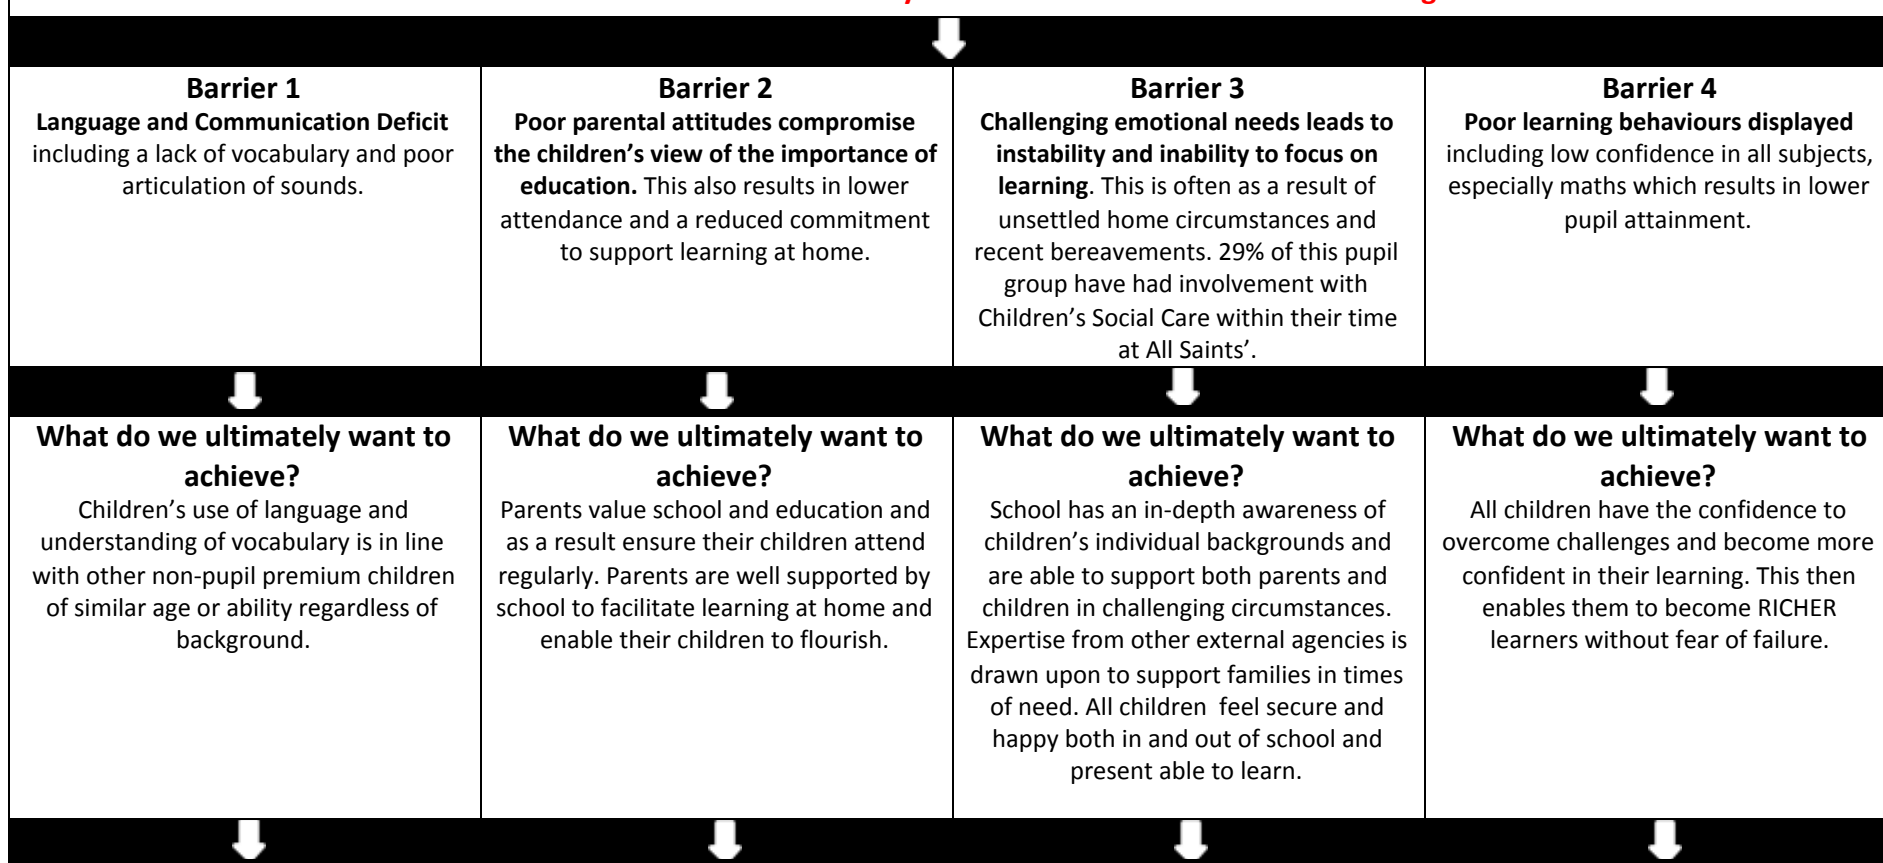 Barrier 1
Language and Communication Deficit
including a lack of vocabulary and poor
articulation of sounds.
Barrier 2
Poor parental attitudes compromise
the children’s view of the importance of
education. This also results in lower
attendance and a reduced commitment
to support learning at home.
Barrier 3
Challenging emotional needs leads to
instability and inability to focus on
learning. This is often as a result of
unsettled home circumstances and
recent bereavements. 29% of this pupil
group have had involvement with
Children’s Social Care within their time
at All Saints’.
Barrier 4
Poor learning behaviours displayed
including low confidence in all subjects,
especially maths which results in lower
pupil attainment.
What do we ultimately want to
achieve?
Children’s use of language and
understanding of vocabulary is in line
with other non-pupil premium children
of similar age or ability regardless of
background.
What do we ultimately want to
achieve?
Parents value school and education and
as a result ensure their children attend
regularly. Parents are well supported by
school to facilitate learning at home and
enable their children to flourish.
What do we ultimately want to
achieve?
School has an in-depth awareness of
children’s individual backgrounds and
are able to support both parents and
children in challenging circumstances.
Expertise from other external agencies is
drawn upon to support families in times
of need. All children  feel secure and
happy both in and out of school and
present able to learn.
What do we ultimately want to
achieve?
All children have the confidence to
overcome challenges and become more
confident in their learning. This then
enables them to become RICHER
learners without fear of failure.